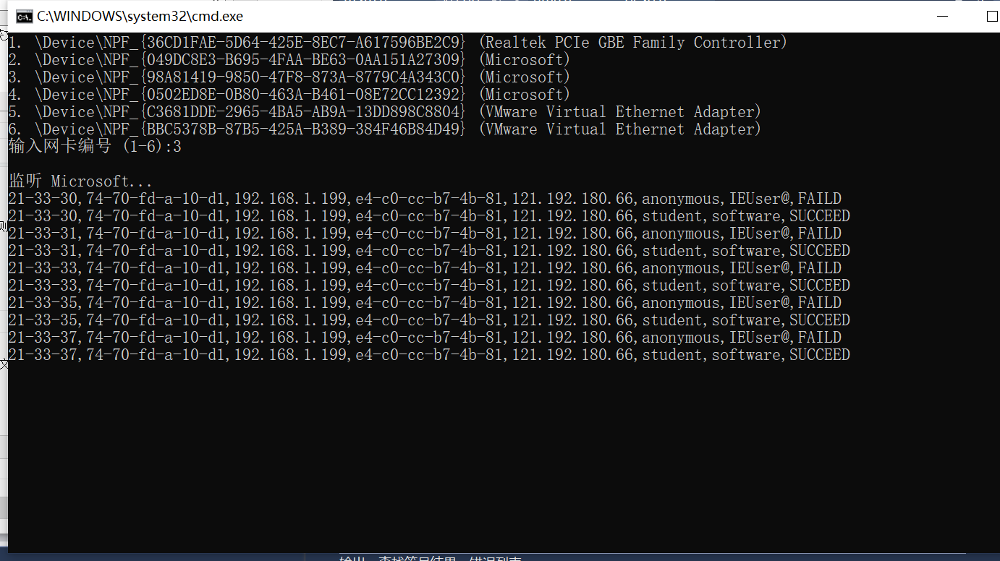 C:\WINDOWS\system32\cmd.exe
1. \Device\NPF_{36CD1FAE-5D64-425E-8EC7-A617596BE2C9} (Realtek PCIe GBE Family Controller)
2. \Device\NPF_{049DC8E3-B695-4FAA-BE63-0AA151A27309} (Microsoft)
3. \Device\NPF_{98A81419-9850-47F8-873A-8779C4A343C0} (Microsoft)
4. \Device\NPF_{0502ED8E-0B80-463A-B461-08E72CC12392} (Microsoft)
5. \Device\NPF_{C3681DDE-2965-4BA5-AB9A-13DD898C8804} (VMware Virtual Ethernet Adapter)
6. \Device\NPF_{BBC5378B-87B5-425A-B389-384F46B84D49} (VMware Virtual Ethernet Adapter)
输入网卡编号 (1-6):3
监听 Microsoft...
21-33-30,74-70-fd-a-10-d1,192.168.1.199,e4-c0-cc-b7-4b-81,121.192.180.66,anonymous,IEUser@,FAILD
21-33-30,74-70-fd-a-10-d1,192.168.1.199,e4-c0-cc-b7-4b-81,121.192.180.66,student,software,SUCCEED
21-33-31,74-70-fd-a-10-d1,192.168.1.199,e4-c0-cc-b7-4b-81,121.192.180.66,anonymous,IEUser@,FAILD
21-33-31,74-70-fd-a-10-d1,192.168.1.199,e4-c0-cc-b7-4b-81,121.192.180.66,student,software,SUCCEED
21-33-33,74-70-fd-a-10-d1,192.168.1.199,e4-c0-cc-b7-4b-81,121.192.180.66,anonymous,IEUser@,FAILD
21-33-33,74-70-fd-a-10-d1,192.168.1.199,e4-c0-cc-b7-4b-81,121.192.180.66,student,software,SUCCEED
21-33-35,74-70-fd-a-10-d1,192.168.1.199,e4-c0-cc-b7-4b-81,121.192.180.66,anonymous,IEUser@,FAILD
21-33-35,74-70-fd-a-10-d1,192.168.1.199,e4-c0-cc-b7-4b-81,121.192.180.66,student,software,SUCCEED
21-33-37,74-70-fd-a-10-d1,192.168.1.199,e4-c0-cc-b7-4b-81,121.192.180.66,anonymous,IEUser@,FAILD
21-33-37,74-70-fd-a-10-d1,192.168.1.199,e4-c0-cc-b7-4b-81,121.192.180.66,student,software,SUCCEED